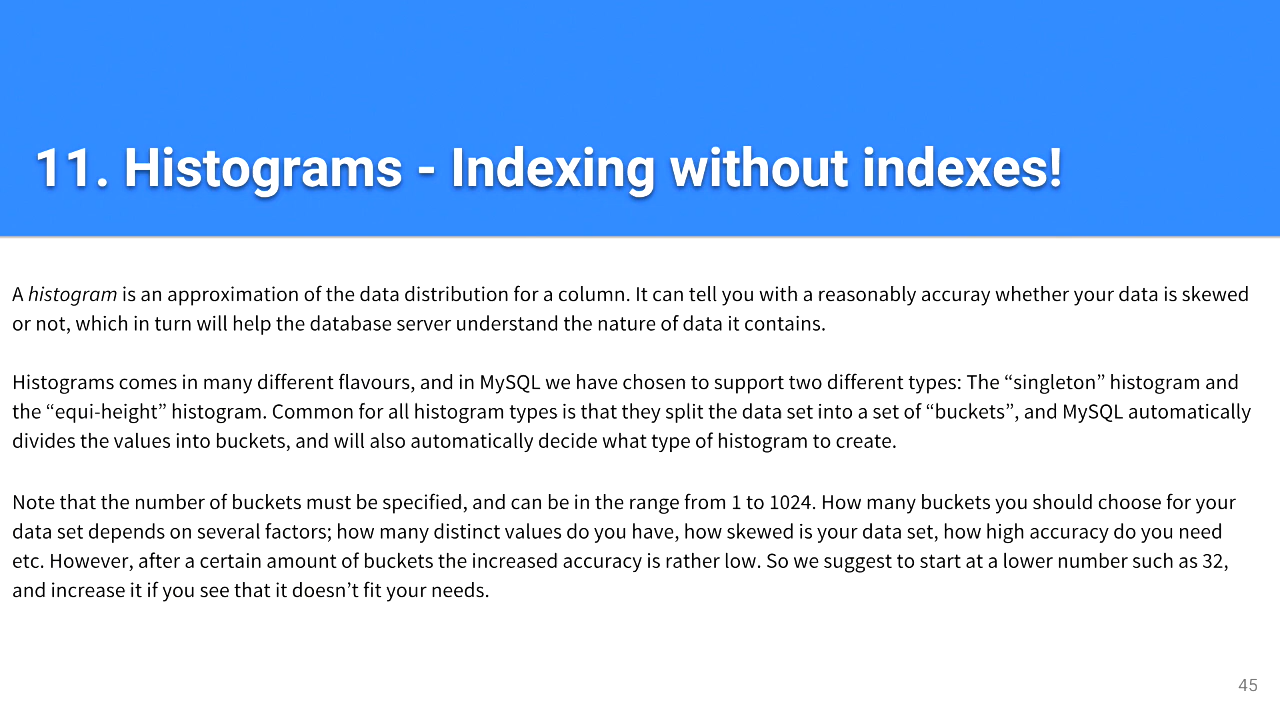 11. Histograms - Indexing without indexes!
A histogram is an approximation of the data distribution for a column. It can tell you with a reasonably accuray whether your data is skewed
or not, which in turn will help the database server understand the nature of data it contains.
Histograms comes in many different flavours, and in MySQL we have chosen to support two different types: The “singleton” histogram and
the “equi-height” histogram. Common for all histogram types is that they split the data set into a set of “buckets”, and MySQL automatically
divides the values into buckets, and will also automatically decide what type of histogram to create.
Note that the number of buckets must be specified, and can be in the range from 1 to 1024. How many buckets you should choose for your
data set depends on several factors; how many distinct values do you have, how skewed is your data set, how high accuracy do you need
etc. However, after a certain amount of buckets the increased accuracy is rather low. So we suggest to start at a lower number such as 32,
and increase it if you see that it doesn’t fit your needs.
45